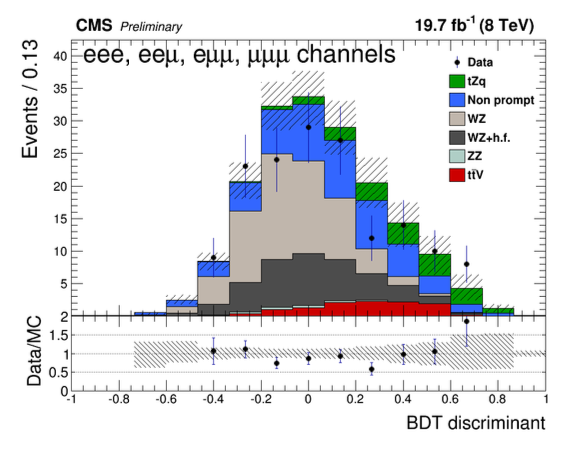 CMS Preliminary 19.7 fb⁻¹ (8 TeV)
eee, eeμ, eμμ, μμμ channels
Events / 0.13
40
35
30
25
20
15
10
5
Data
tZq
Non prompt
WZ
WZ+h.f.
ZZ
tt̄V
Data/MC
2
1.5
1
0.5
0
-1 -0.8 -0.6 -0.4 -0.2 0 0.2 0.4 0.6 0.8 1
BDT discriminant